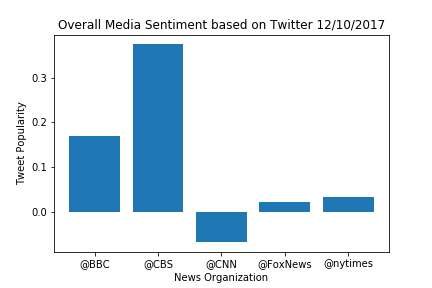 Overall Media Sentiment based on Twitter 12/10/2017
Tweet Popularity
0.3
0.2
0.1
0.0
@BBC @CBS @CNN @FoxNews @nytimes
News Organization